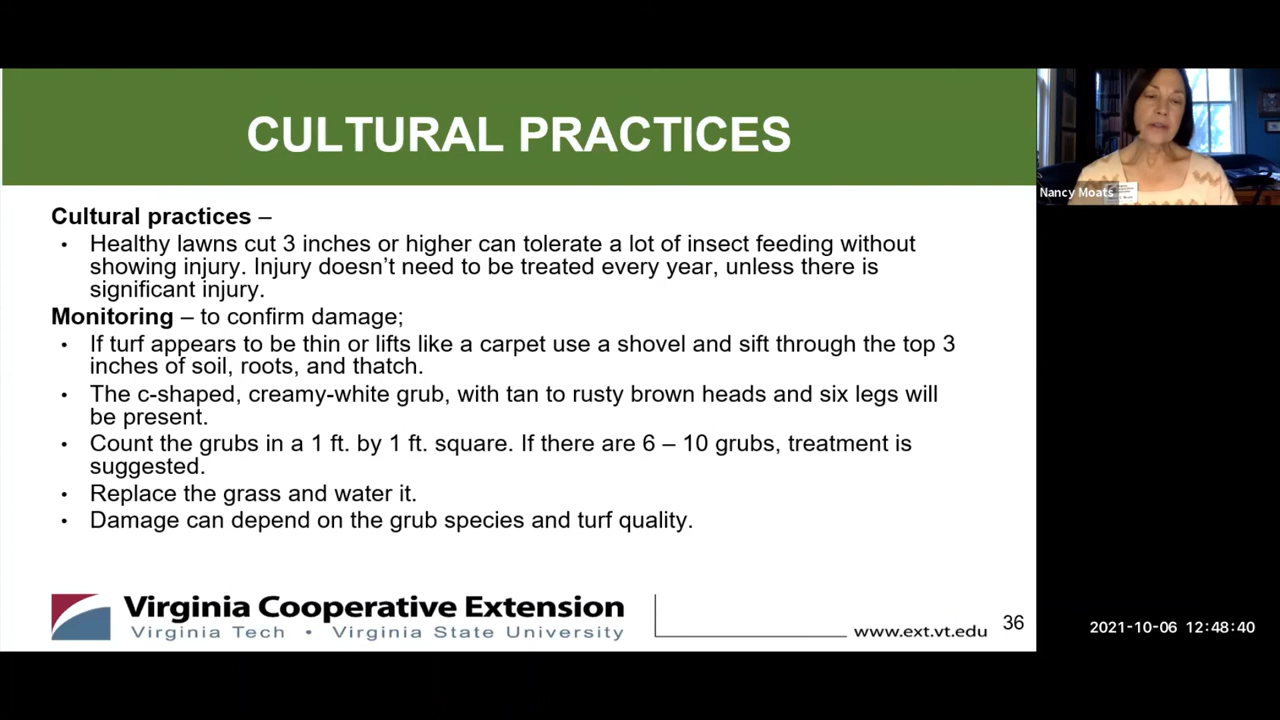 CULTURAL PRACTICES
Cultural practices –
• Healthy lawns cut 3 inches or higher can tolerate a lot of insect feeding without
showing injury. Injury doesn’t need to be treated every year, unless there is
significant injury.
Monitoring – to confirm damage;
• If turf appears to be thin or lifts like a carpet use a shovel and sift through the top 3
inches of soil, roots, and thatch.
• The c-shaped, creamy-white grub, with tan to rusty brown heads and six legs will
be present.
• Count the grubs in a 1 ft. by 1 ft. square. If there are 6 – 10 grubs, treatment is
suggested.
• Replace the grass and water it.
• Damage can depend on the grub species and turf quality.
Virginia Cooperative Extension
Virginia Tech • Virginia State University
www.ext.vt.edu
36
Nancy Moats
2021-10-06 12:48:40